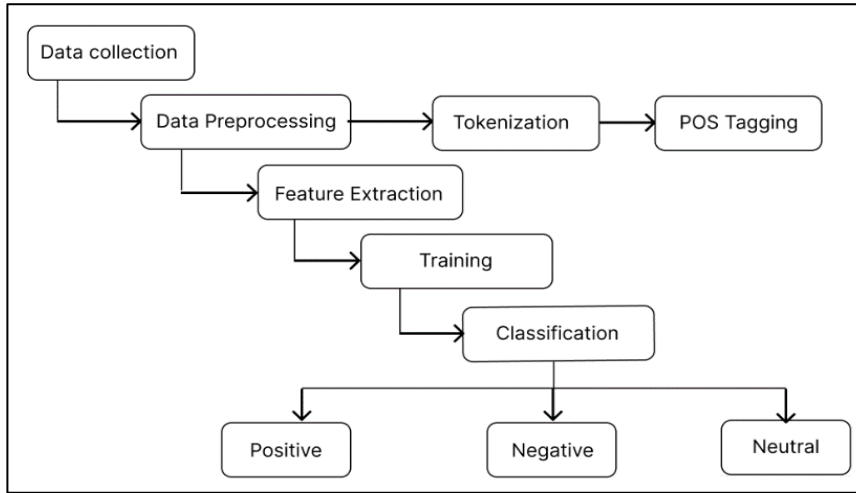 Data collection
Data Preprocessing
Tokenization
POS Tagging
Feature Extraction
Training
Classification
Positive
Negative
Neutral